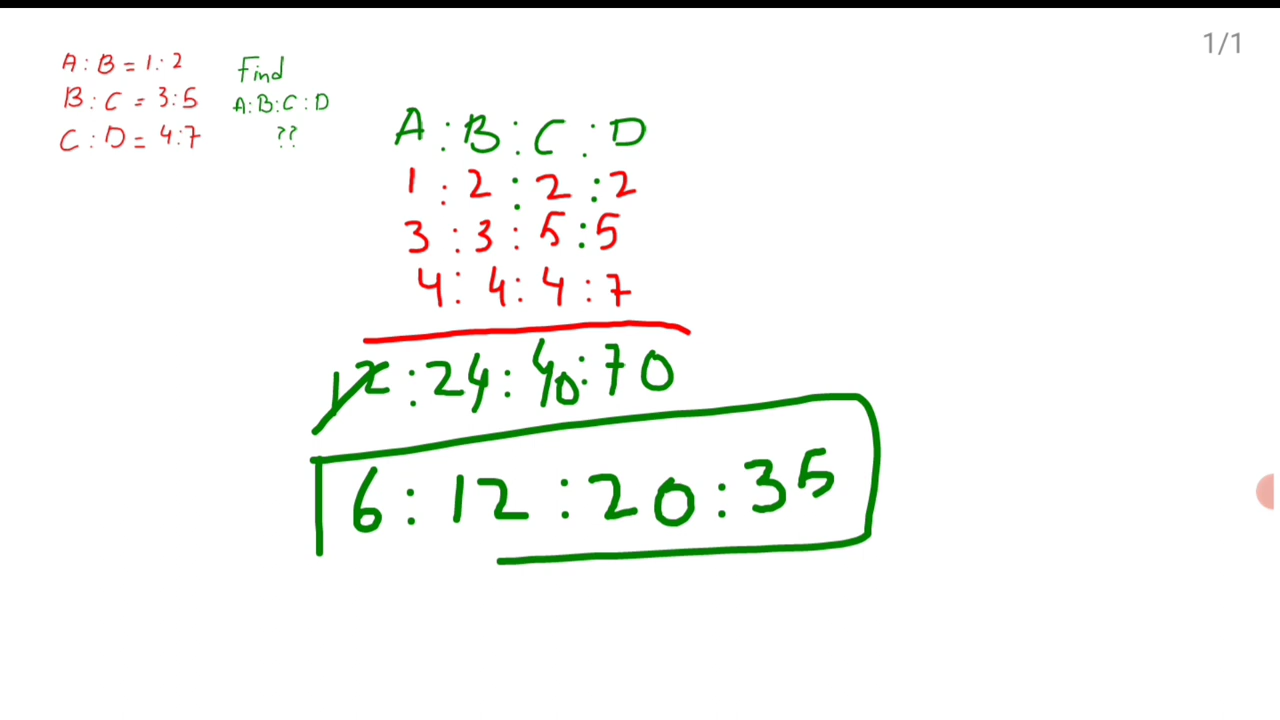 1/1
A:B = 1:2
B:C = 3:5
C:D = 4:7
Find
A:B:C:D
??
A:B:C:D
1:2:2:2
3:3:5:5
4:4:4:7
12:24:40:70
6:12:20:35